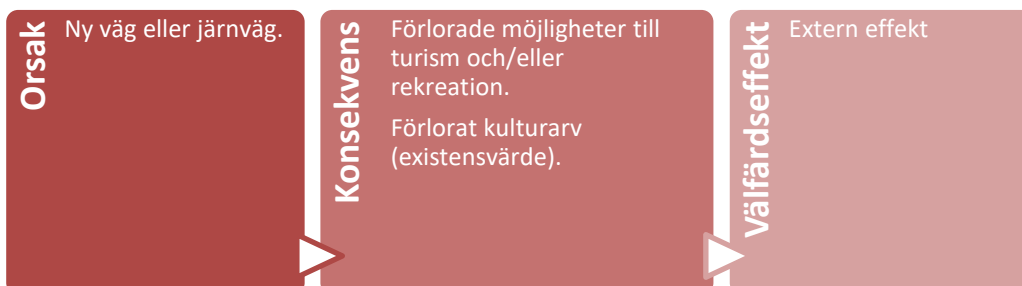 Orsak
Ny väg eller järnväg.
Konsekvens
Förlorade möjligheter till
turism och/eller
rekreation.
Förlorat kulturarv
(existensvärde).
Välfärdseffekt
Extern effekt